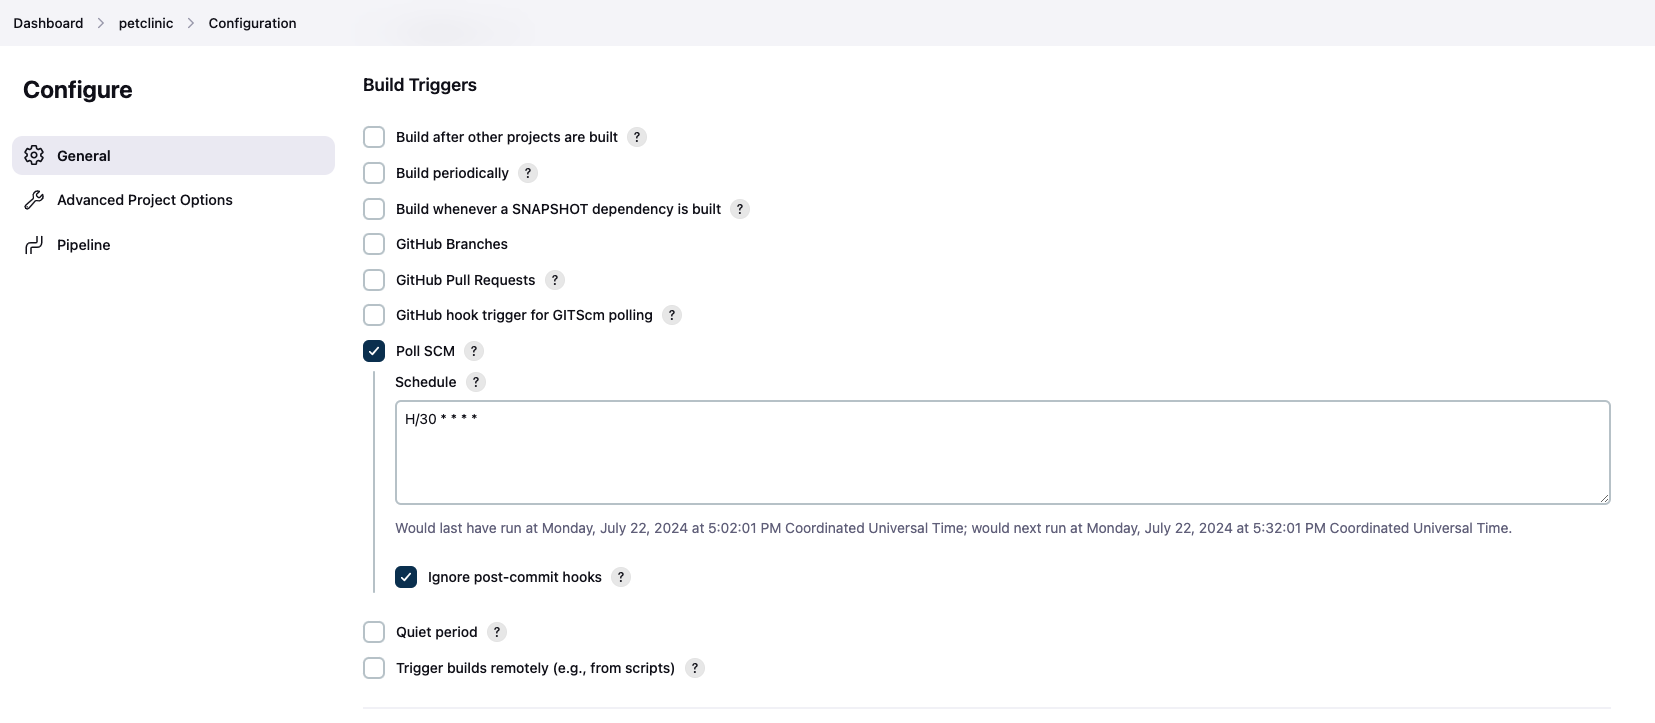 Dashboard > petclinic > Configuration
Configure
General
Advanced Project Options
Pipeline
Build Triggers
Build after other projects are built ?
Build periodically ?
Build whenever a SNAPSHOT dependency is built ?
GitHub Branches
GitHub Pull Requests ?
GitHub hook trigger for GITScm polling ?
Poll SCM ?
Schedule ?
H/30 * * * *
Would last have run at Monday, July 22, 2024 at 5:02:01 PM Coordinated Universal Time; would next run at Monday, July 22, 2024 at 5:32:01 PM Coordinated Universal Time.
Ignore post-commit hooks ?
Quiet period ?
Trigger builds remotely (e.g., from scripts) ?